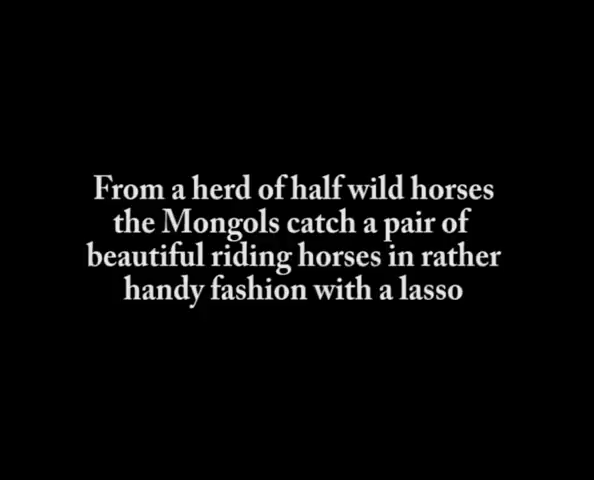 From a herd of half wild horses
the Mongols catch a pair of
beautiful riding horses in rather
handy fashion with a lasso